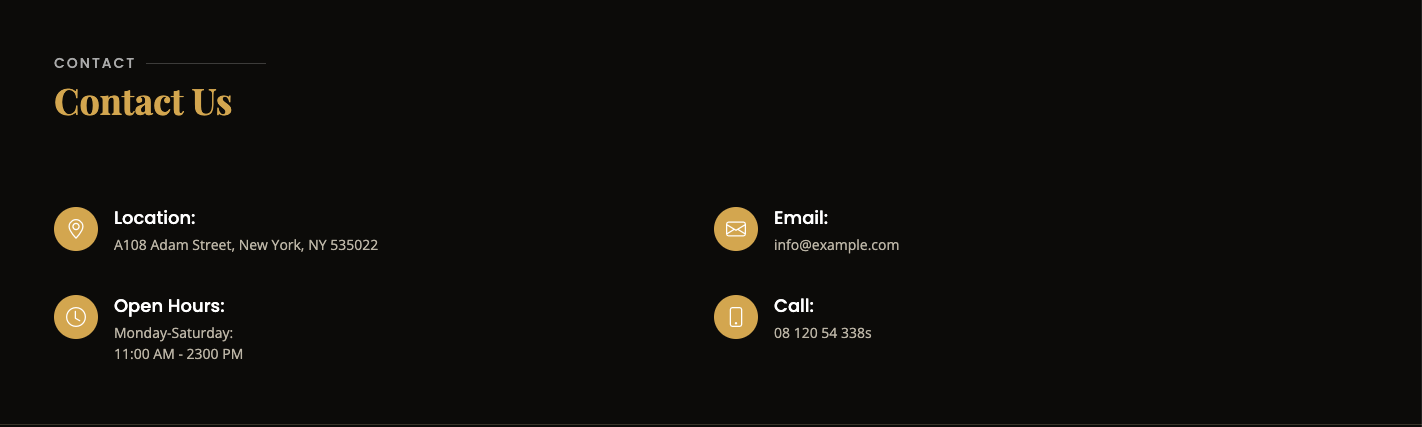 CONTACT
Contact Us
Location:
A108 Adam Street, New York, NY 535022
Email:
info@example.com
Open Hours:
Monday-Saturday:
11:00 AM - 2300 PM
Call:
08 120 54 338s